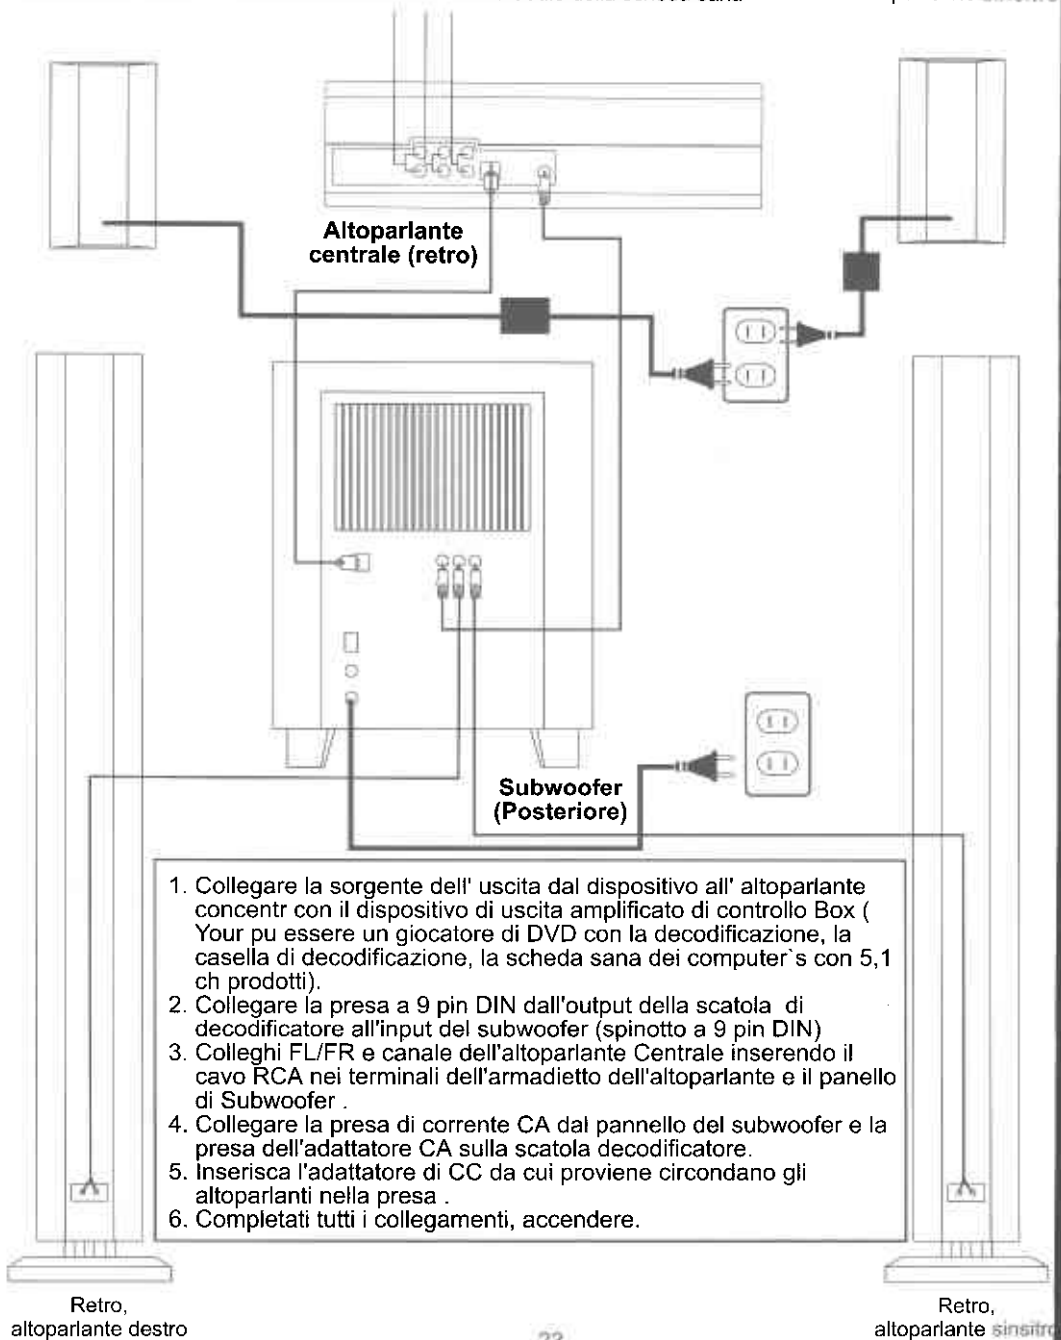 Altoparlante
centrale (retro)
Subwoofer
(Posteriore)
1. Collegare la sorgente dell' uscita dal dispositivo all' altoparlante
concentr con il dispositivo di uscita amplificato di controllo Box (
Your pu essere un giocatore di DVD con la decodificazione, la
casella di decodificazione, la scheda sana dei computer`s con 5,1
ch prodotti).
2. Collegare la presa a 9 pin DIN dall'output della scatola di
decodificatore all'input del subwoofer (spinotto a 9 pin DIN)
3. Colleghi FL/FR e canale dell'altoparlante Centrale inserendo il
cavo RCA nei terminali dell'armadietto dell'altoparlante e il panello
di Subwoofer .
4. Collegare la presa di corrente CA dal pannello del subwoofer e la
presa dell'adattatore CA sulla scatola decodificatore.
5. Inserisca l'adattatore di CC da cui proviene circondano gli
altoparlanti nella presa .
6. Completati tutti i collegamenti, accendere.
Retro,
altoparlante destro
Retro,
altoparlante sinsitro